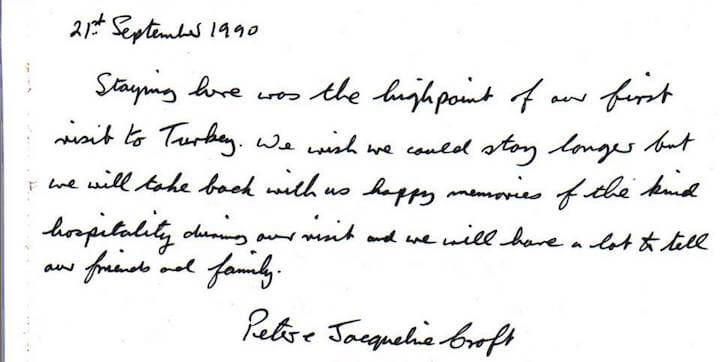 21st September 1990
Staying here was the highpoint of our first
visit to Turkey. We wish we could stay longer but
we will take back with us happy memories of the kind
hospitality during our visit and we will have a lot to tell
our friends and family.
Peter & Jacqueline Croft